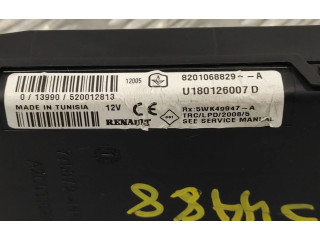 12005
8201068829--A
0 / 13990 / 520012813
U180126007 D
MADE IN TUNISIA 12V CE
Rx:5WK49947-A
RENAULT
TRC/LPD/2008/5
SEE SERVICE MANUAL